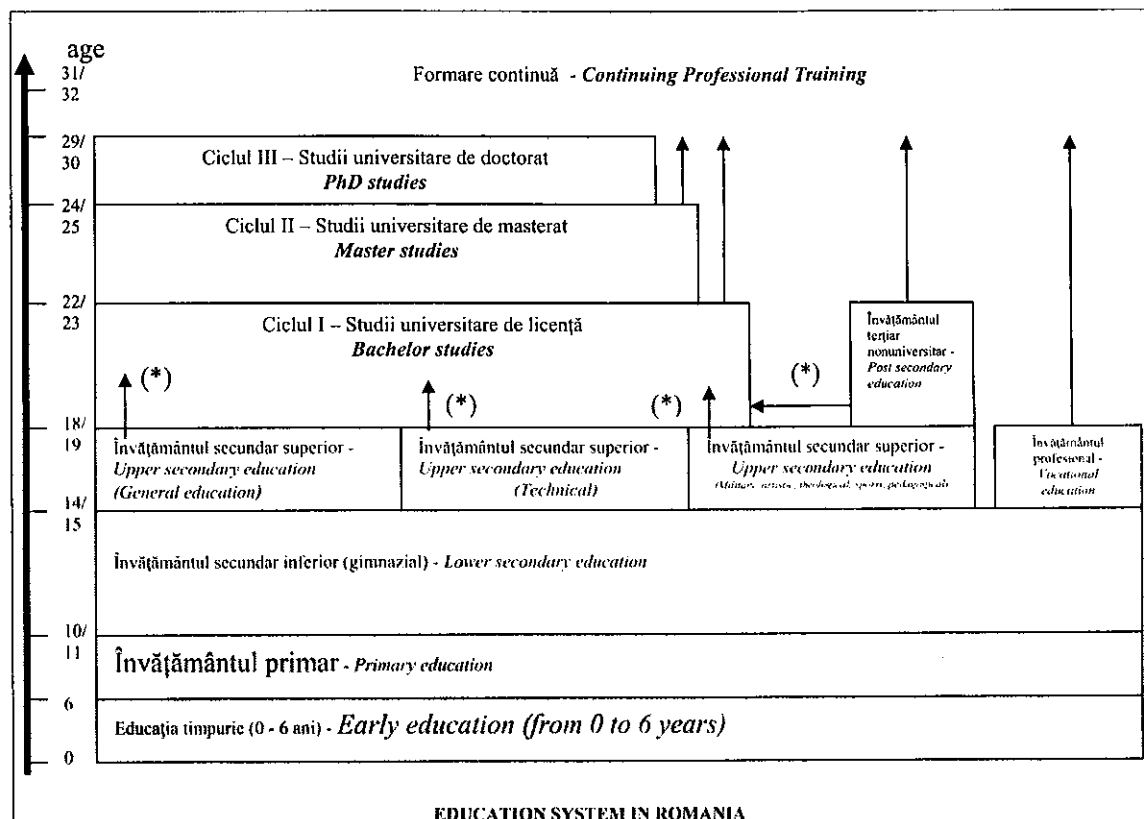 age
31/
32
Formare continuă - Continuing Professional Training
29/
30
Ciclul III – Studii universitare de doctorat
PhD studies
24/
25
Ciclul II – Studii universitare de masterat
Master studies
22/
23
Ciclul I – Studii universitare de licență
Bachelor studies
Învățământul
terțiar
nonuniversitar -
Post secondary
education
(*)
(*)
(*)
(*)
18/
19
Învățământul secundar superior -
Upper secondary education
(General education)
Învățământul secundar superior -
Upper secondary education
(Technical)
Învățământul secundar superior -
Upper secondary education
(Military, artistic, theological, sports, pedagogical)
Învățământul
profesional -
Vocational
education
14/
15
Învățământul secundar inferior (gimnazial) - Lower secondary education
10/
11
Învățământul primar - Primary education
6
Educația timpurie (0 - 6 ani) - Early education (from 0 to 6 years)
0
EDUCATION SYSTEM IN ROMANIA